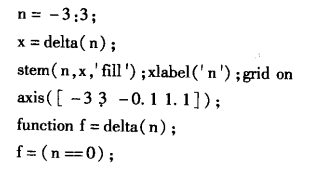 n = -3:3;
x = delta(n);
stem(n,x,'fill');xlabel('n');grid on
axis([ -3 3 -0.1 1.1]);
function f = delta(n);
f = (n ==0);